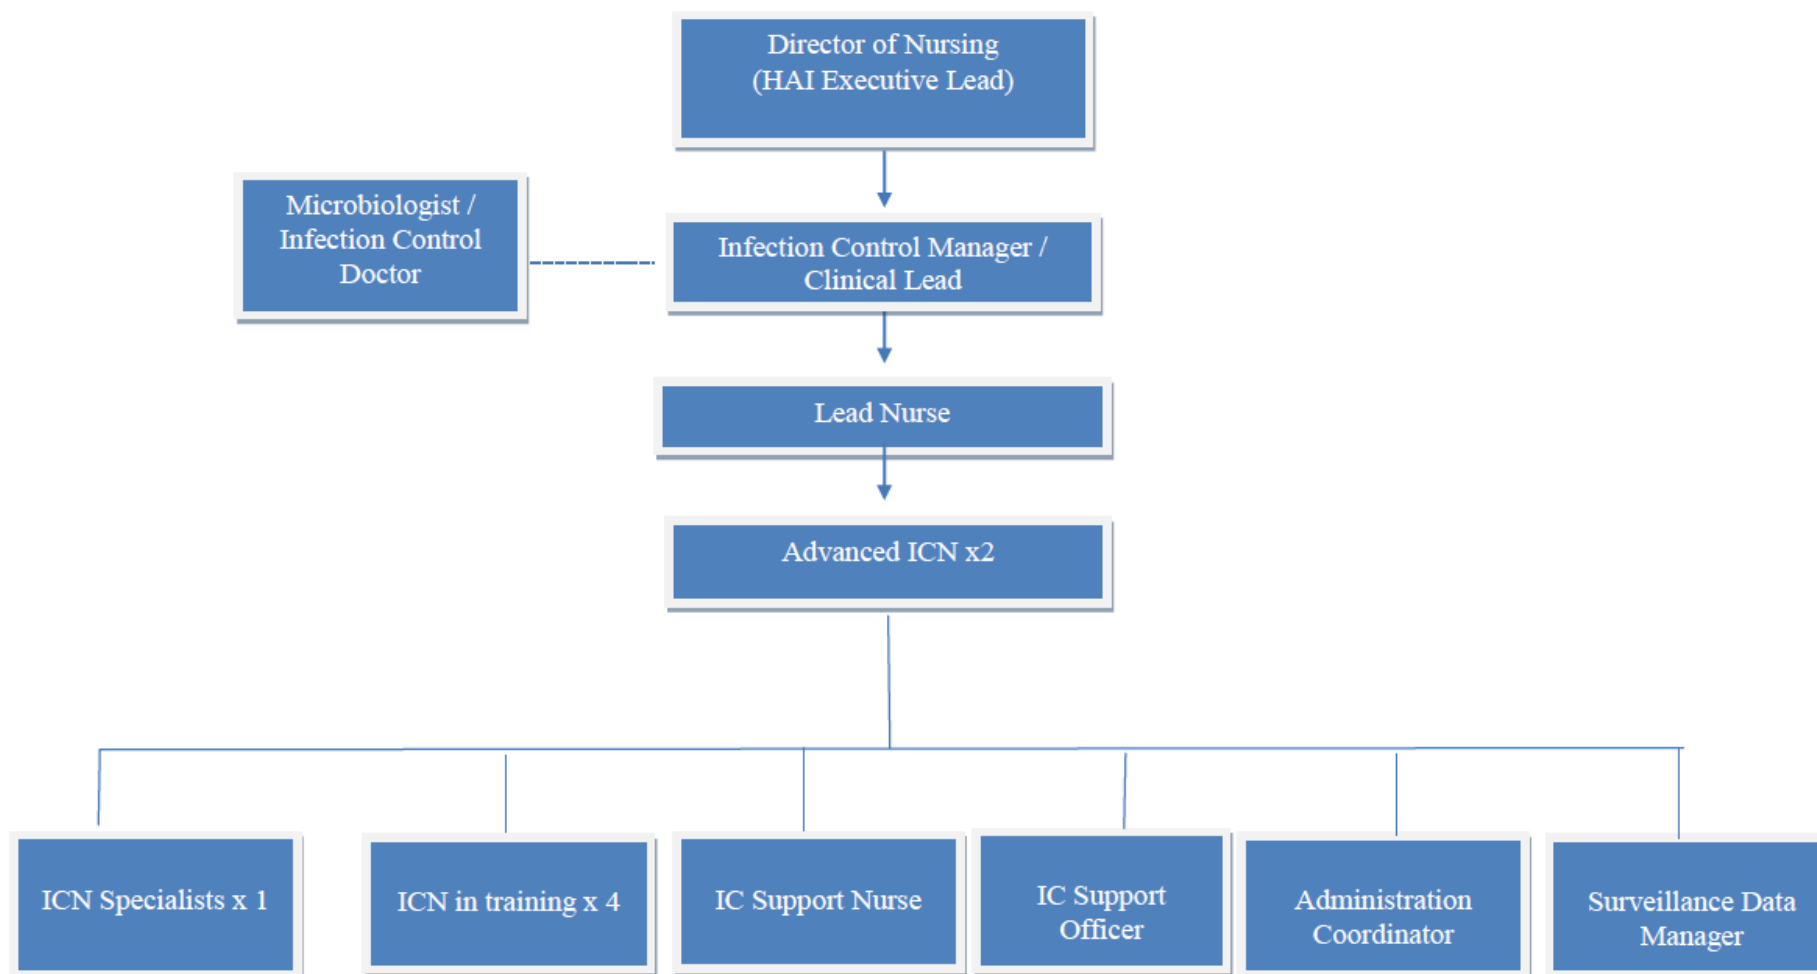 Director of Nursing
(HAI Executive Lead)
Microbiologist /
Infection Control
Doctor
Infection Control Manager /
Clinical Lead
Lead Nurse
Advanced ICN x2
ICN Specialists x 1
ICN in training x 4
IC Support Nurse
IC Support
Officer
Administration
Coordinator
Surveillance Data
Manager